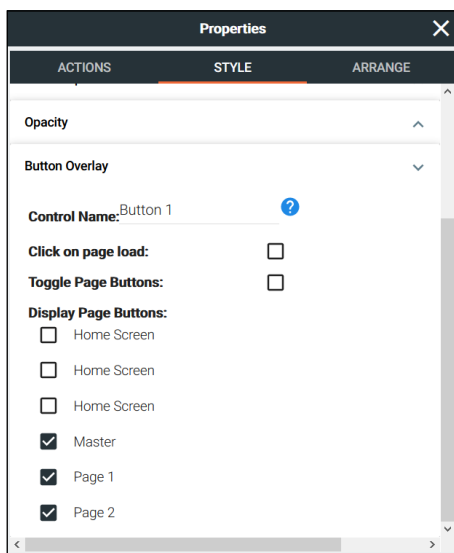 Properties
ACTIONS STYLE ARRANGE
Opacity
Button Overlay
Control Name: Button 1 ?
Click on page load:
Toggle Page Buttons:
Display Page Buttons:
Home Screen
Home Screen
Home Screen
Master
Page 1
Page 2